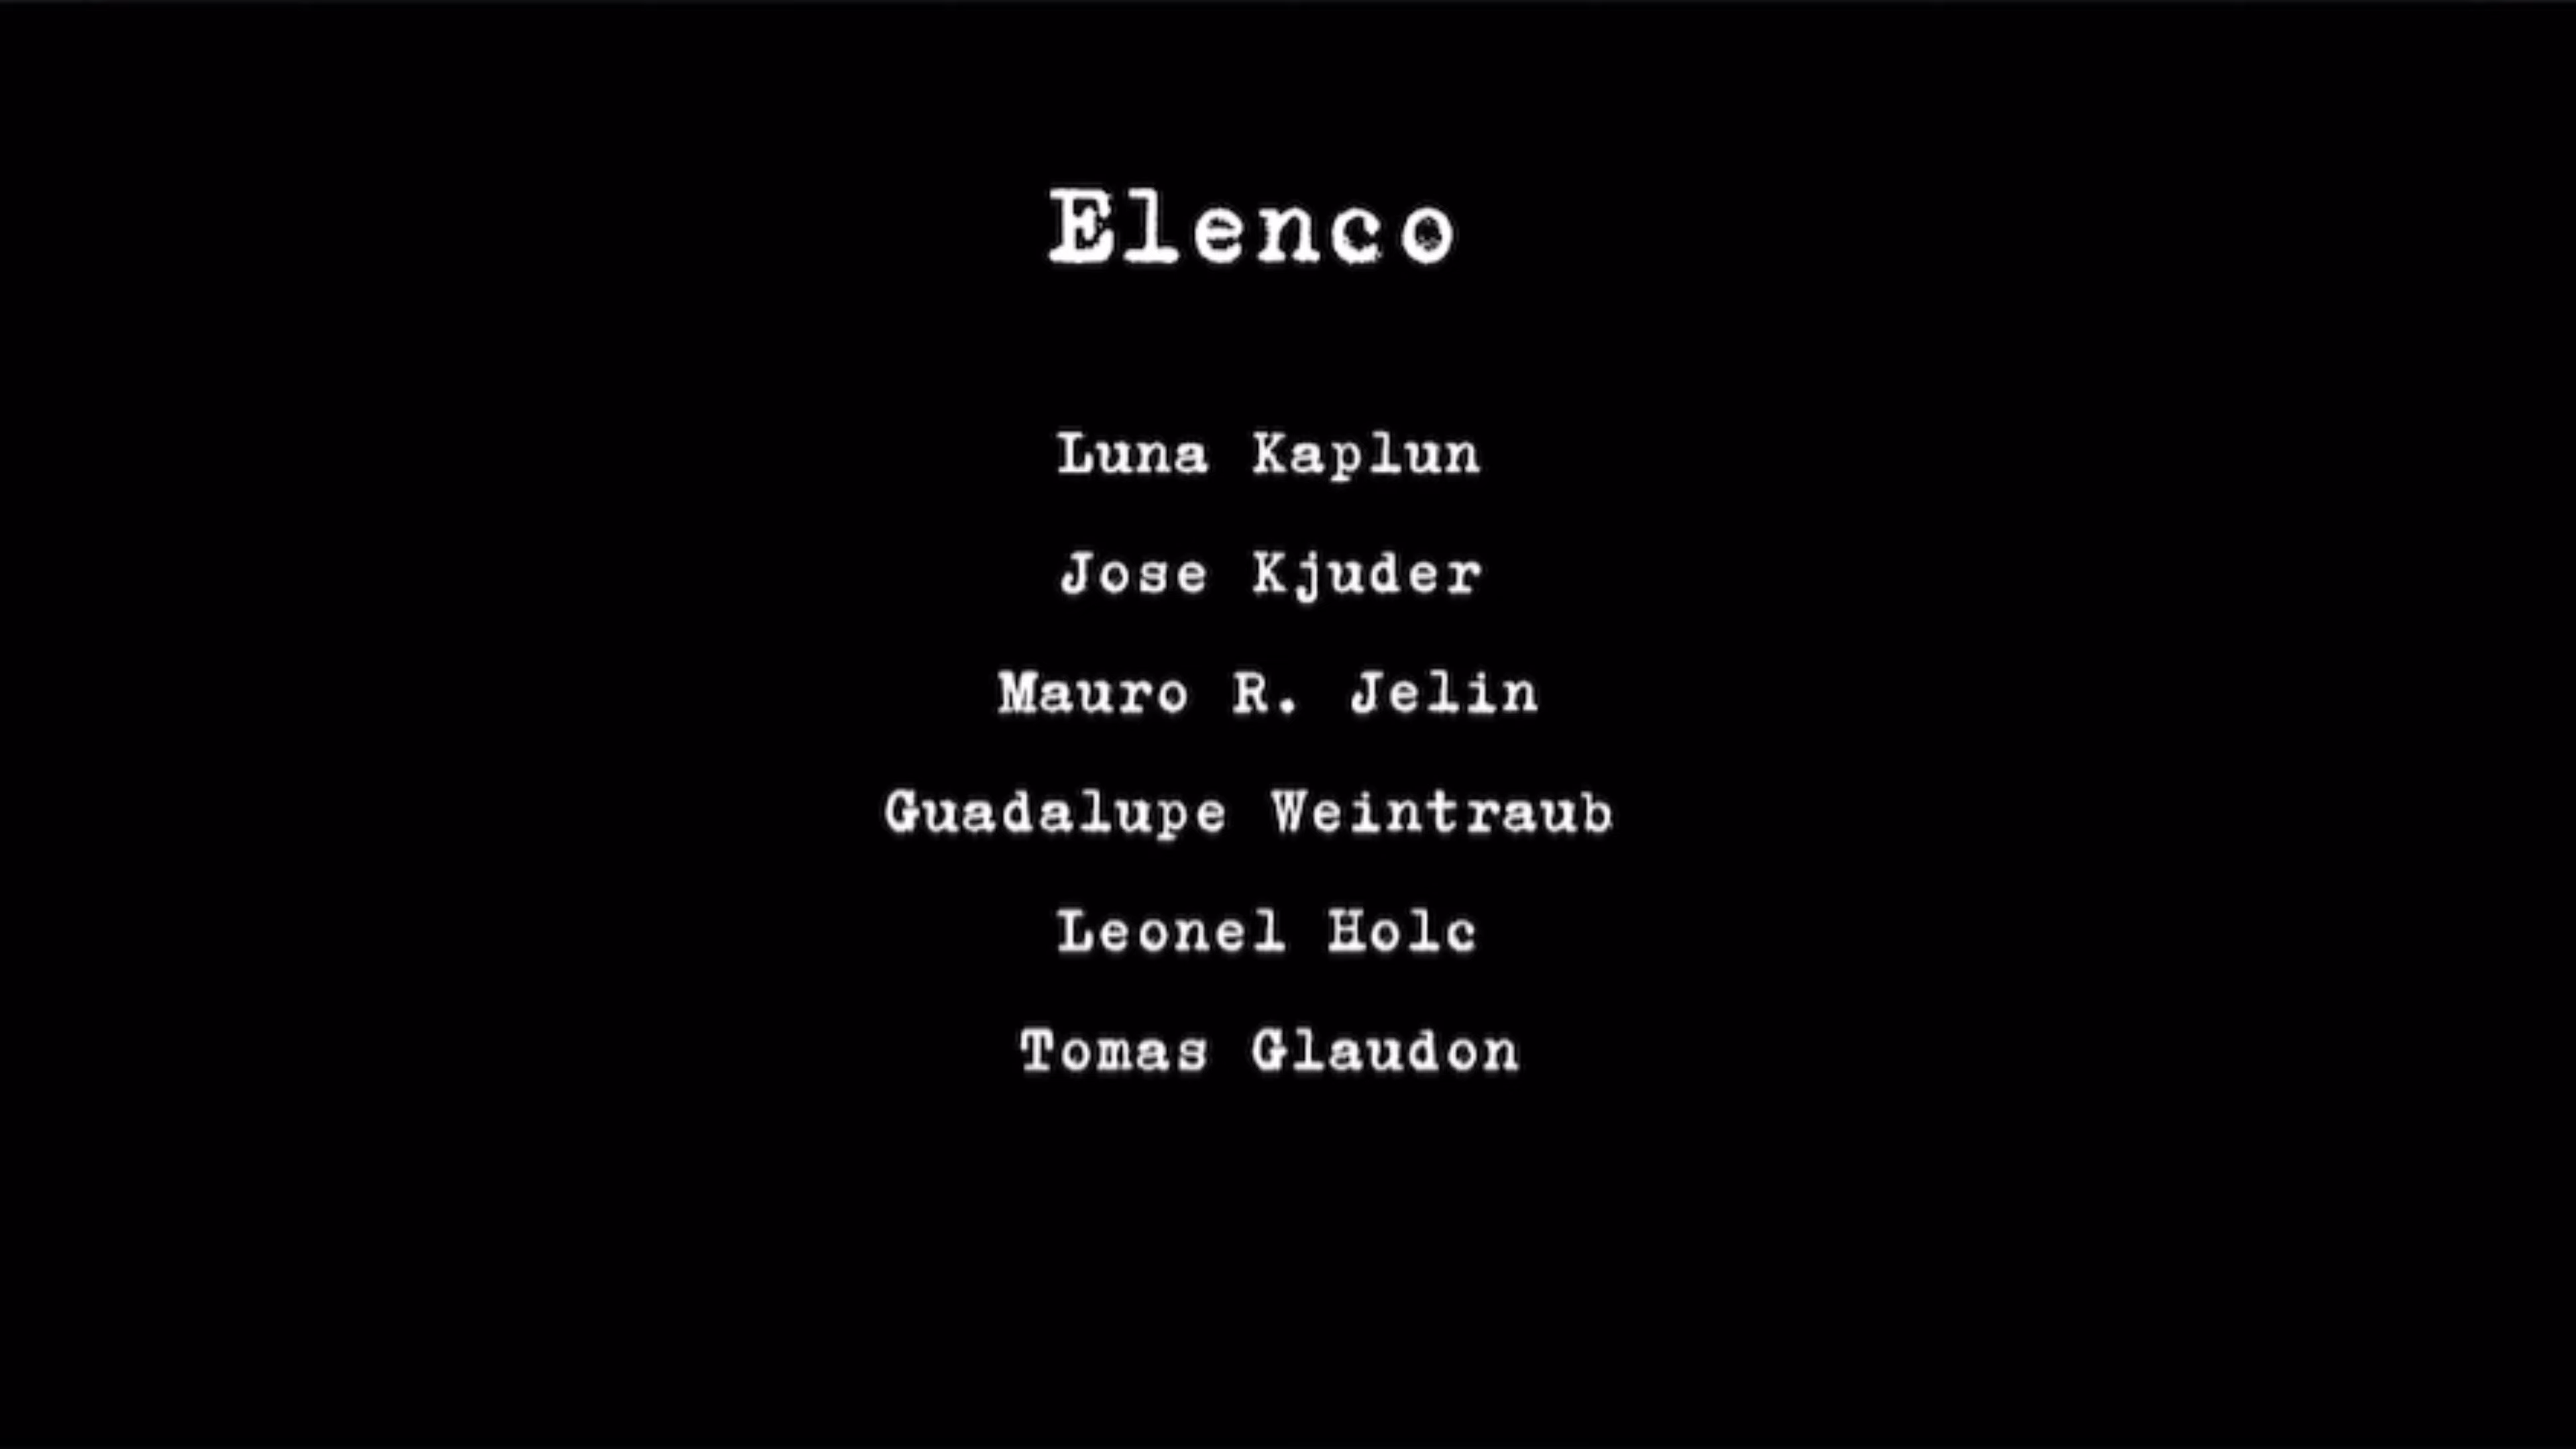 Elenco
Luna Kaplun
Jose Kjuder
Mauro R. Jelin
Guadalupe Weintraub
Leonel Holc
Tomas Glaudon